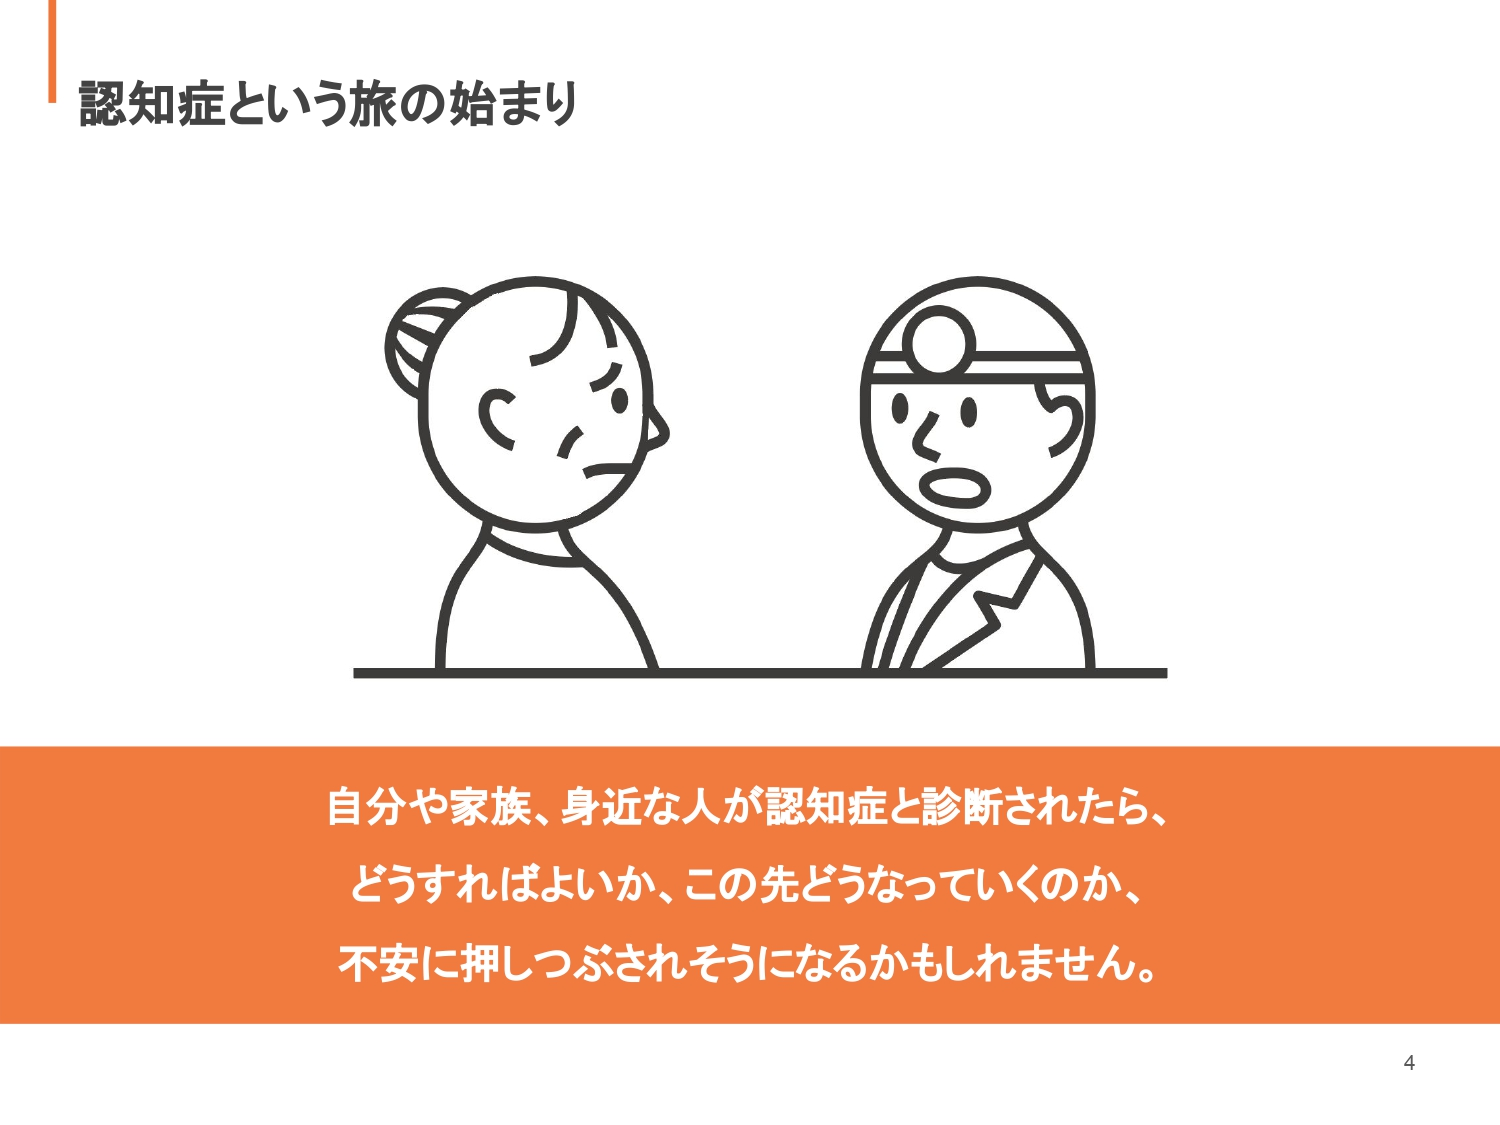 認知症という旅の始まり
自分や家族、身近な人が認知症と診断されたら、
どうすればよいか、この先どうなっていくのか、
不安に押しつぶされそうになるかもしれません。
4